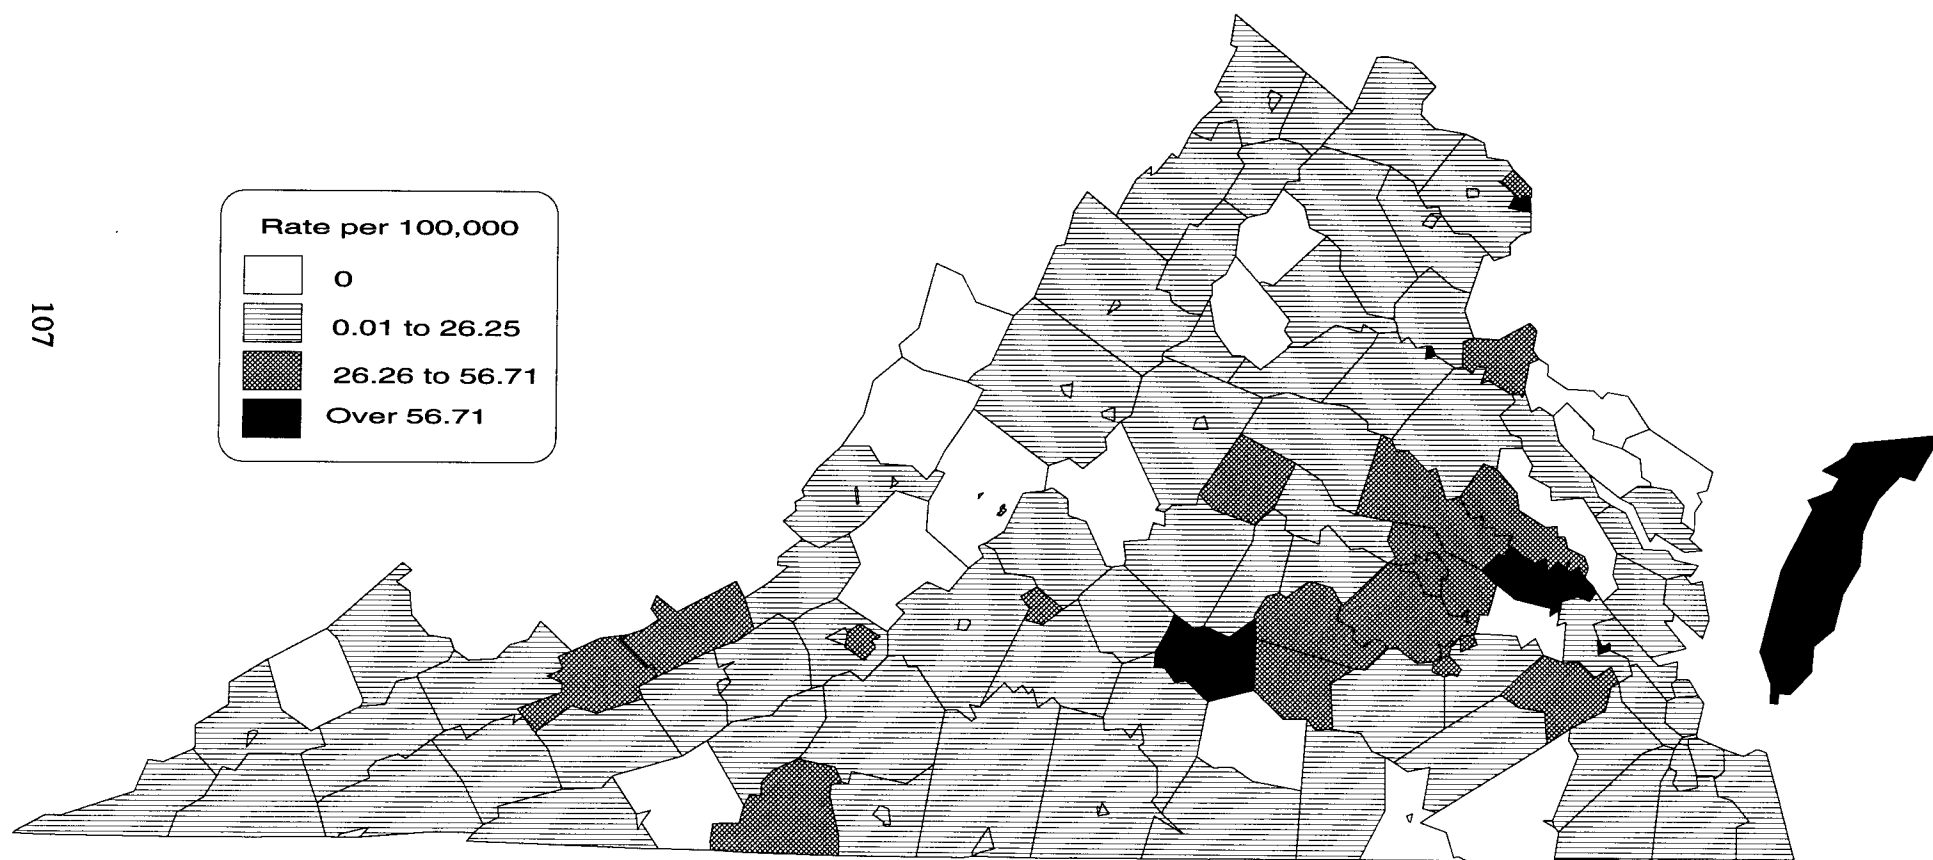 Rate per 100,000
0
0.01 to 26.25
26.26 to 56.71
Over 56.71
107